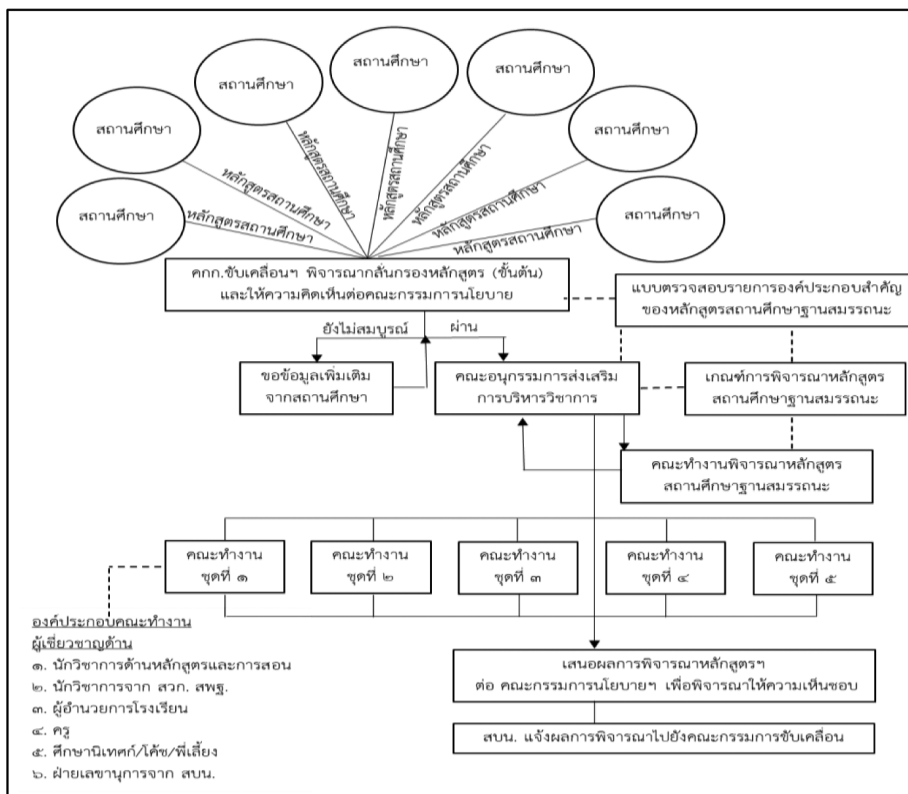 สถานศึกษา
สถานศึกษา
สถานศึกษา
สถานศึกษา
สถานศึกษา
สถานศึกษา
สถานศึกษา
หลักสูตรสถานศึกษา
หลักสูตรสถานศึกษา
หลักสูตรสถานศึกษา
หลักสูตรสถานศึกษา
หลักสูตรสถานศึกษา
หลักสูตรสถานศึกษา
หลักสูตรสถานศึกษา
คกก.ขับเคลื่อนฯ พิจารณากลั่นกรองหลักสูตร (ขั้นต้น)
และให้ความคิดเห็นต่อคณะกรรมการนโยบาย
แบบตรวจสอบรายการองค์ประกอบสำคัญ
ของหลักสูตรสถานศึกษาฐานสมรรถนะ
ยังไม่สมบูรณ์
ผ่าน
ขอข้อมูลเพิ่มเติม
จากสถานศึกษา
คณะอนุกรรมการส่งเสริม
การบริหารวิชาการ
เกณฑ์การพิจารณาหลักสูตร
สถานศึกษาฐานสมรรถนะ
คณะทำงานพิจารณาหลักสูตร
สถานศึกษาฐานสมรรถนะ
คณะทำงาน
ชุดที่ ๑
คณะทำงาน
ชุดที่ ๒
คณะทำงาน
ชุดที่ ๓
คณะทำงาน
ชุดที่ ๔
คณะทำงาน
ชุดที่ ๕
องค์ประกอบคณะทำงาน
ผู้เชี่ยวชาญด้าน
๑. นักวิชาการด้านหลักสูตรและการสอน
๒. นักวิชาการจาก สวก. สพฐ.
๓. ผู้อำนวยการโรงเรียน
๔. ครู
๕. ศึกษานิเทศก์/โค้ช/พี่เลี้ยง
๖. ฝ่ายเลขานุการจาก สบน.
เสนอผลการพิจารณาหลักสูตรฯ
ต่อ คณะกรรมการนโยบายฯ เพื่อพิจารณาให้ความเห็นชอบ
สบน. แจ้งผลการพิจารณาไปยังคณะกรรมการขับเคลื่อน